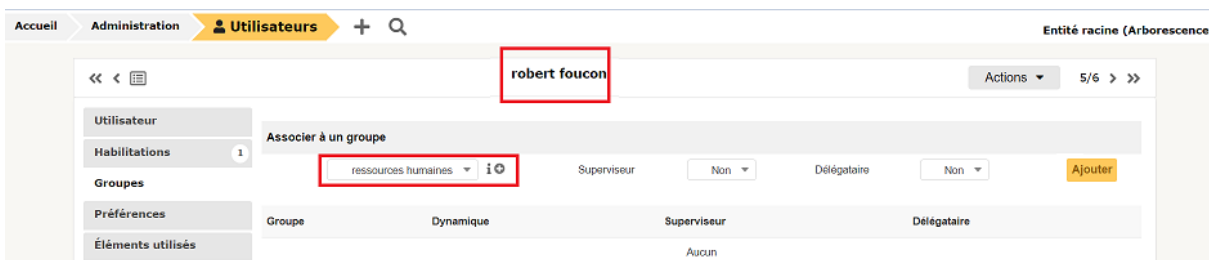 Accueil Administration Utilisateurs
Entité racine (Arborescence
robert foucon
Actions 5/6
Utilisateur
Habilitations 1
Groupes
Préférences
Éléments utilisés
Associer à un groupe
ressources humaines Superviseur Non Délégataire Non Ajouter
Groupe Dynamique Superviseur Délégataire
Aucun